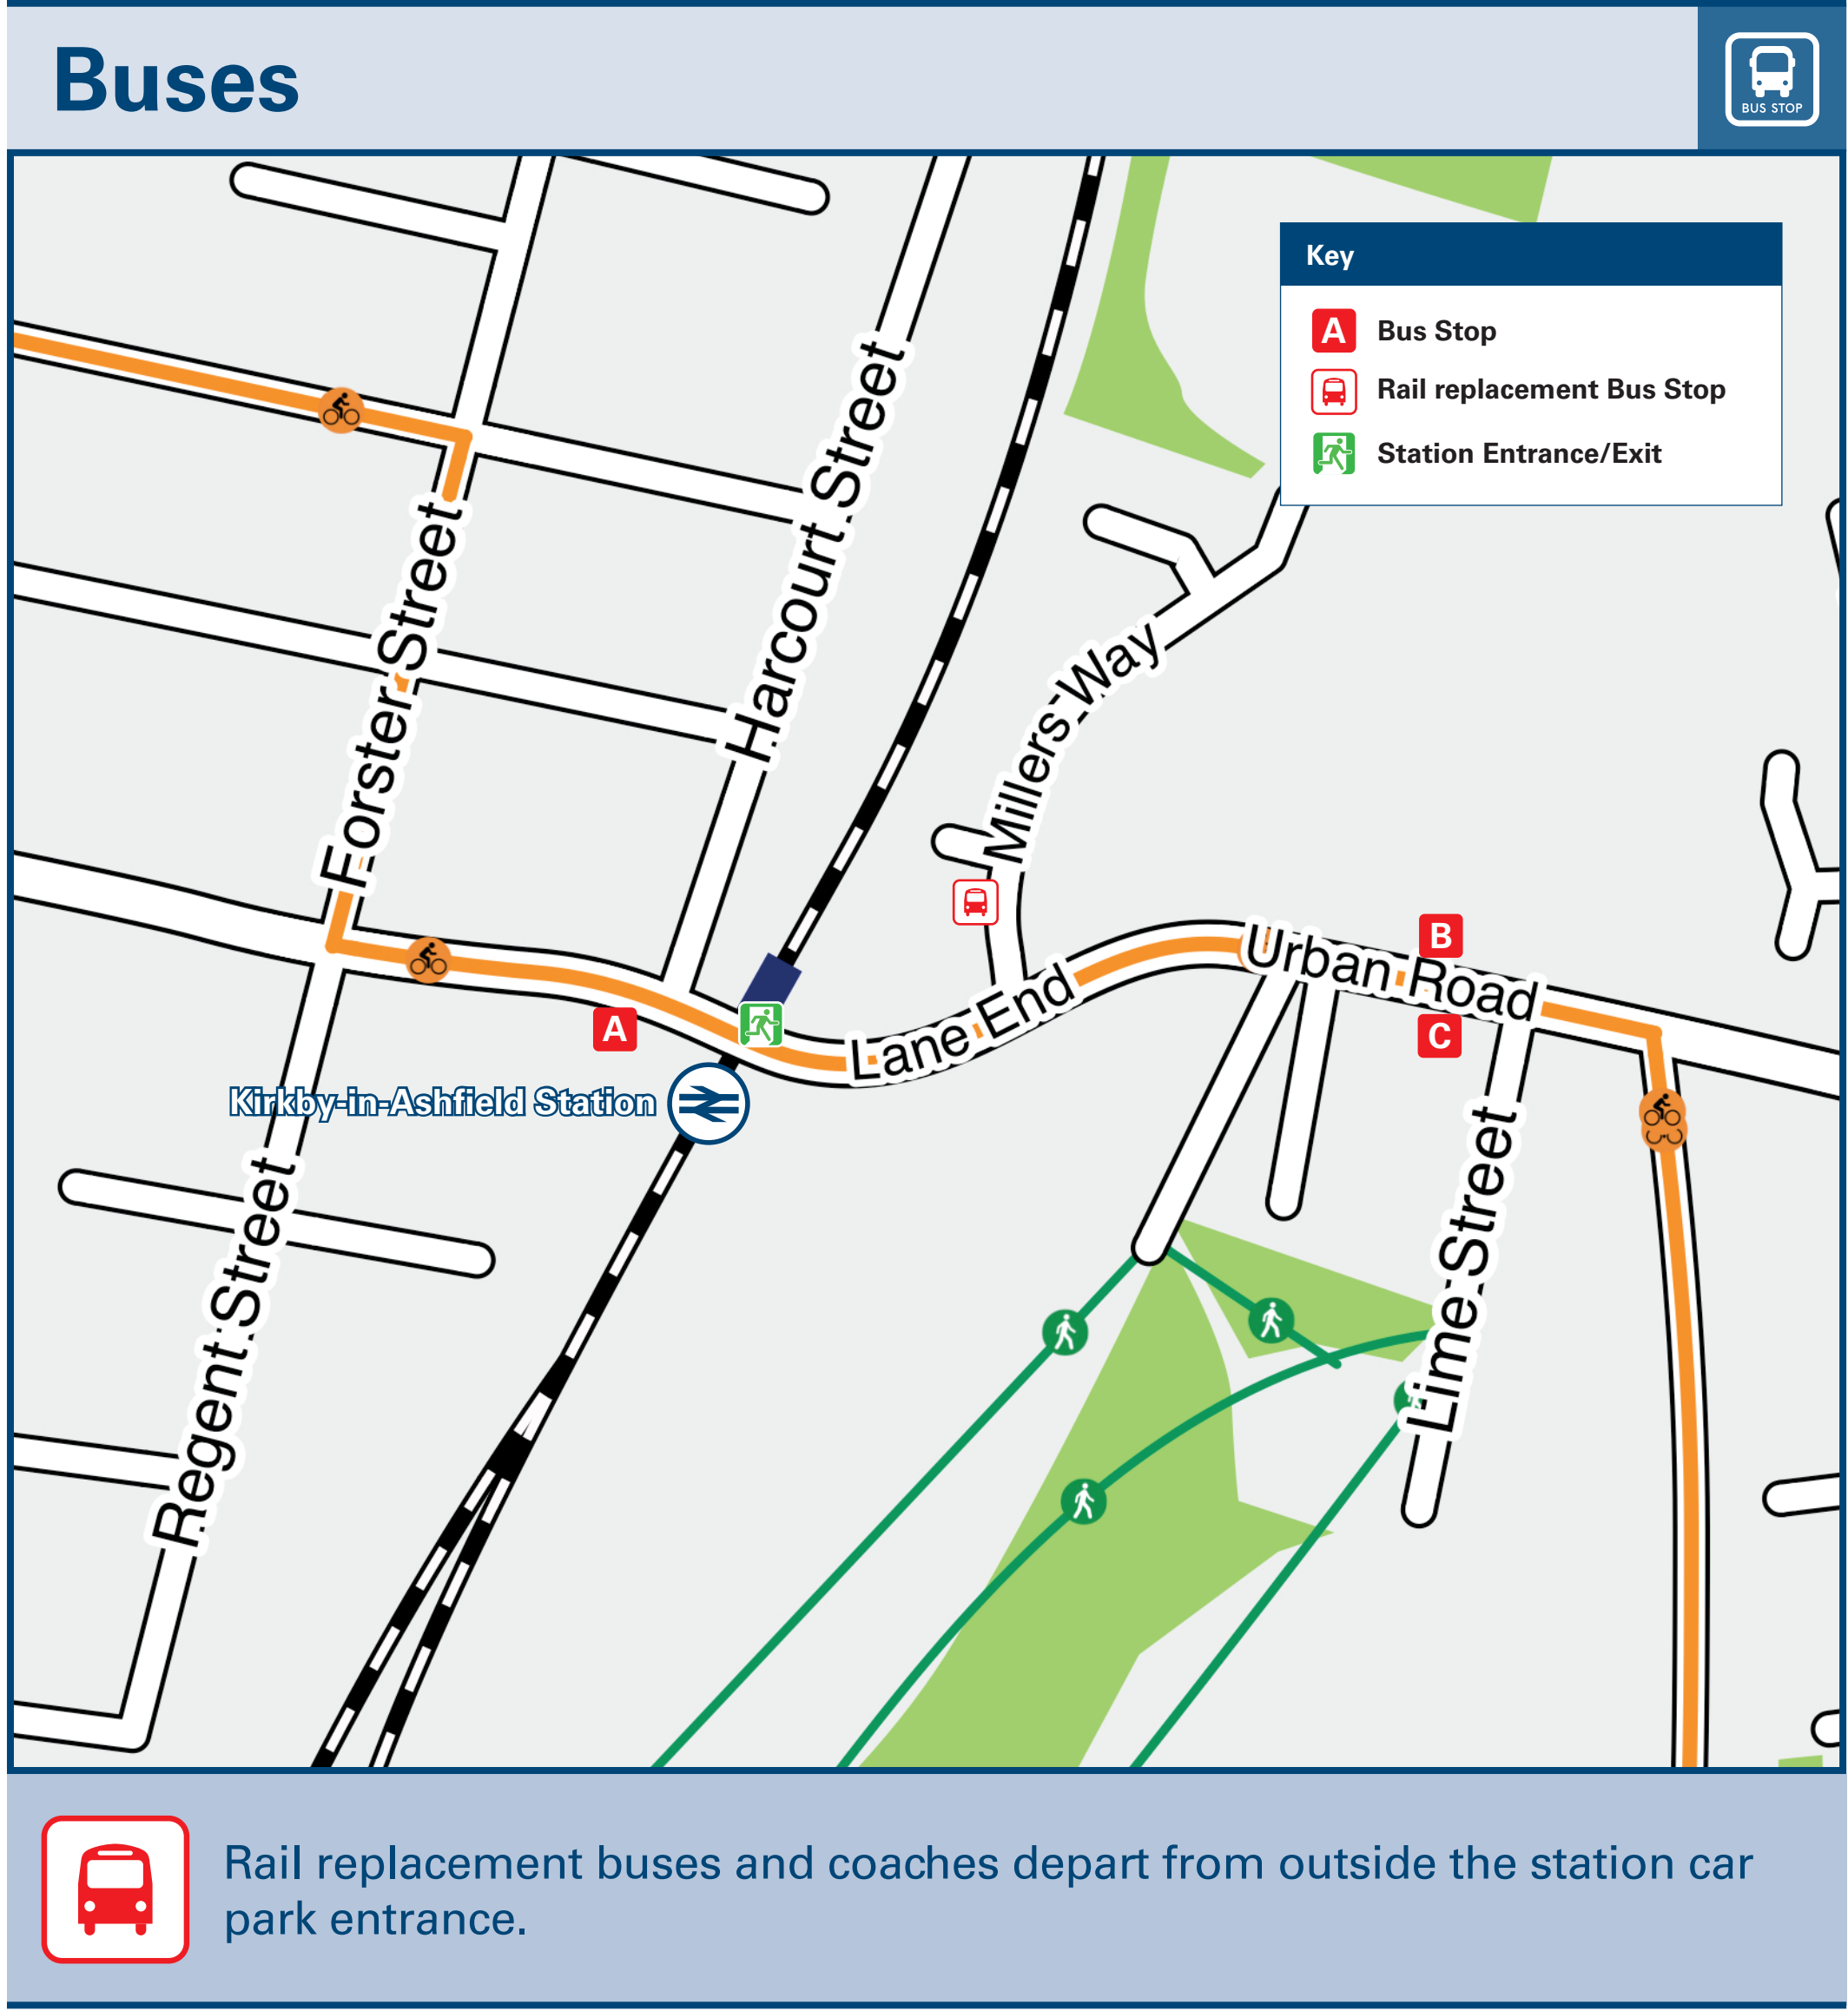 Buses
BUS STOP
Key
A Bus Stop
Rail replacement Bus Stop
Station Entrance/Exit
Harcourt Street
Forster Street
Millers Way
Urban Road
B
Lane End
A
C
Kirkby-in-Ashfield Station
Lime Street
Regent Street
Rail replacement buses and coaches depart from outside the station car
park entrance.